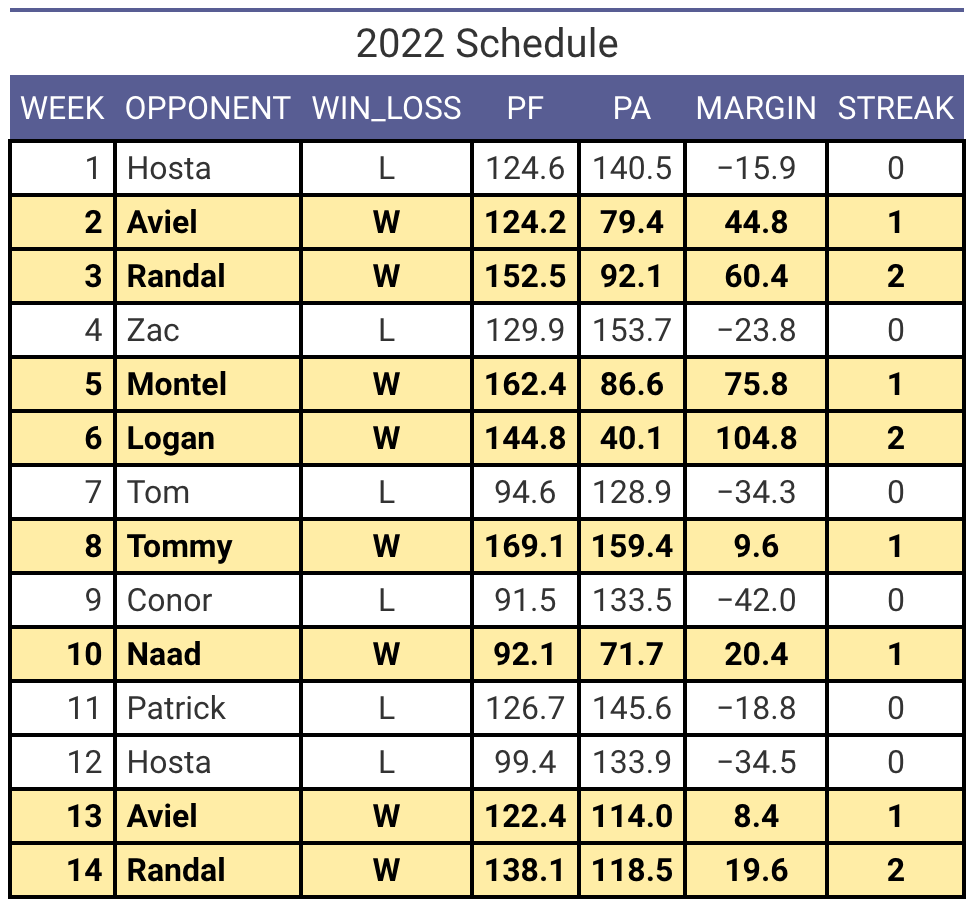 2022 Schedule
WEEK OPPONENT WIN_LOSS PF PA MARGIN STREAK
1 Hosta L 124.6 140.5 −15.9 0
2 Aviel W 124.2 79.4 44.8 1
3 Randal W 152.5 92.1 60.4 2
4 Zac L 129.9 153.7 −23.8 0
5 Montel W 162.4 86.6 75.8 1
6 Logan W 144.8 40.1 104.8 2
7 Tom L 94.6 128.9 −34.3 0
8 Tommy W 169.1 159.4 9.6 1
9 Conor L 91.5 133.5 −42.0 0
10 Naad W 92.1 71.7 20.4 1
11 Patrick L 126.7 145.6 −18.8 0
12 Hosta L 99.4 133.9 −34.5 0
13 Aviel W 122.4 114.0 8.4 1
14 Randal W 138.1 118.5 19.6 2